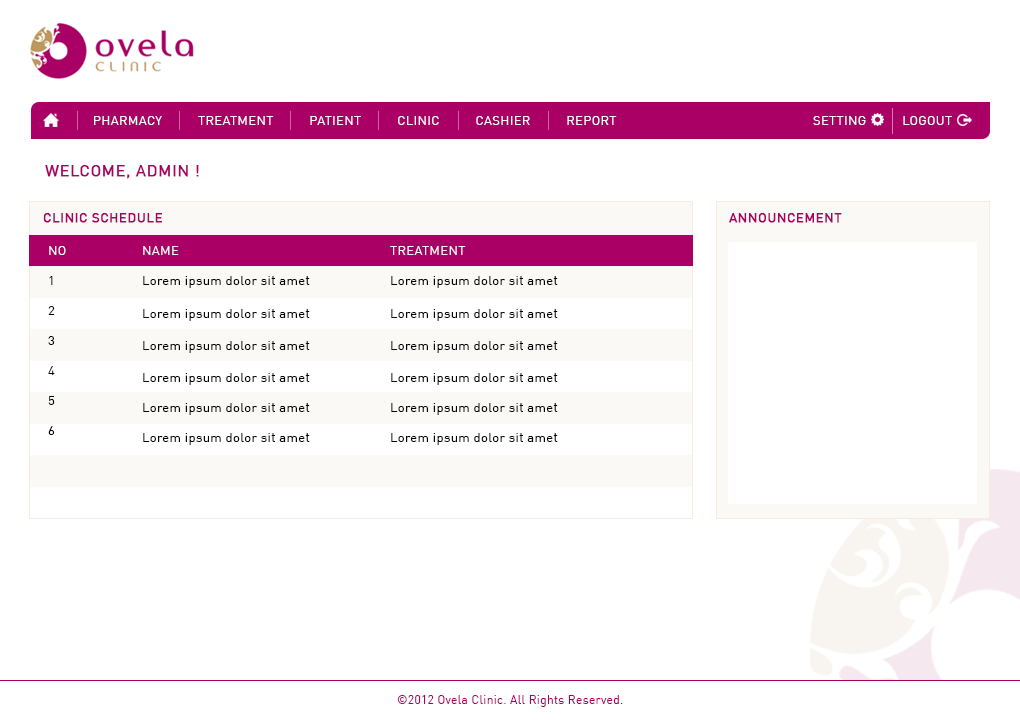 ovela
CLINIC
PHARMACY TREATMENT PATIENT CLINIC CASHIER REPORT SETTING LOGOUT
WELCOME, ADMIN !
CLINIC SCHEDULE
NO NAME TREATMENT
1 Lorem ipsum dolor sit amet Lorem ipsum dolor sit amet
2 Lorem ipsum dolor sit amet Lorem ipsum dolor sit amet
3 Lorem ipsum dolor sit amet Lorem ipsum dolor sit amet
4 Lorem ipsum dolor sit amet Lorem ipsum dolor sit amet
5 Lorem ipsum dolor sit amet Lorem ipsum dolor sit amet
6 Lorem ipsum dolor sit amet Lorem ipsum dolor sit amet
ANNOUNCEMENT
©2012 Ovela Clinic. All Rights Reserved.